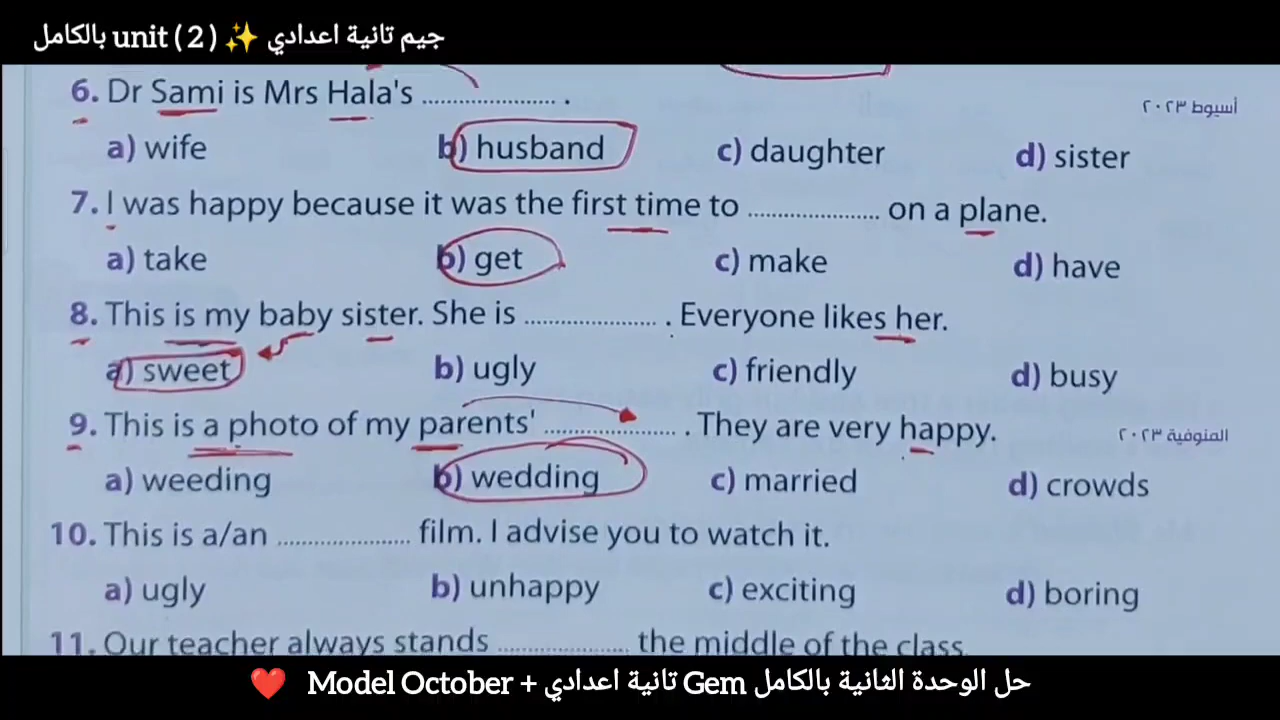 جيم تانية اعدادي ✨ unit ( 2 ) بالكامل
6. Dr Sami is Mrs Hala's ...................... . أسيوط ٢٠٢٣
a) wife b) husband c) daughter d) sister
7. I was happy because it was the first time to ...................... on a plane.
a) take b) get c) make d) have
8. This is my baby sister. She is ...................... . Everyone likes her.
a) sweet b) ugly c) friendly d) busy
9. This is a photo of my parents' ...................... . They are very happy. المنوفية ٢٠٢٣
a) weeding b) wedding c) married d) crowds
10. This is a/an ...................... film. I advise you to watch it.
a) ugly b) unhappy c) exciting d) boring
11. Our teacher always stands ...................... the middle of the class.
حل الوحدة الثانية بالكامل Gem تانية اعدادي + Model October ❤️